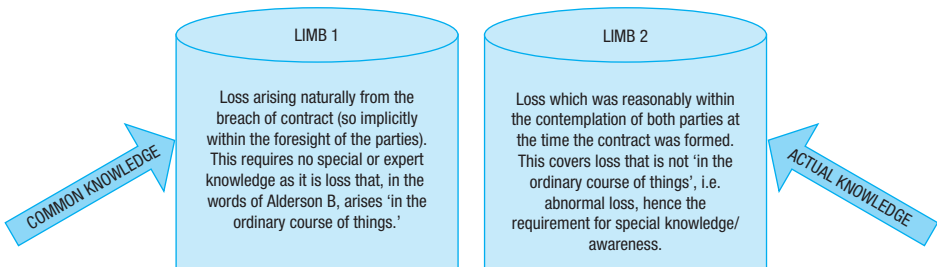 LIMB 1
Loss arising naturally from the
breach of contract (so implicitly
within the foresight of the parties).
This requires no special or expert
knowledge as it is loss that, in the
words of Alderson B, arises ‘in the
ordinary course of things.’
COMMON KNOWLEDGE
LIMB 2
Loss which was reasonably within
the contemplation of both parties at
the time the contract was formed.
This covers loss that is not ‘in the
ordinary course of things’, i.e.
abnormal loss, hence the
requirement for special knowledge/
awareness.
ACTUAL KNOWLEDGE